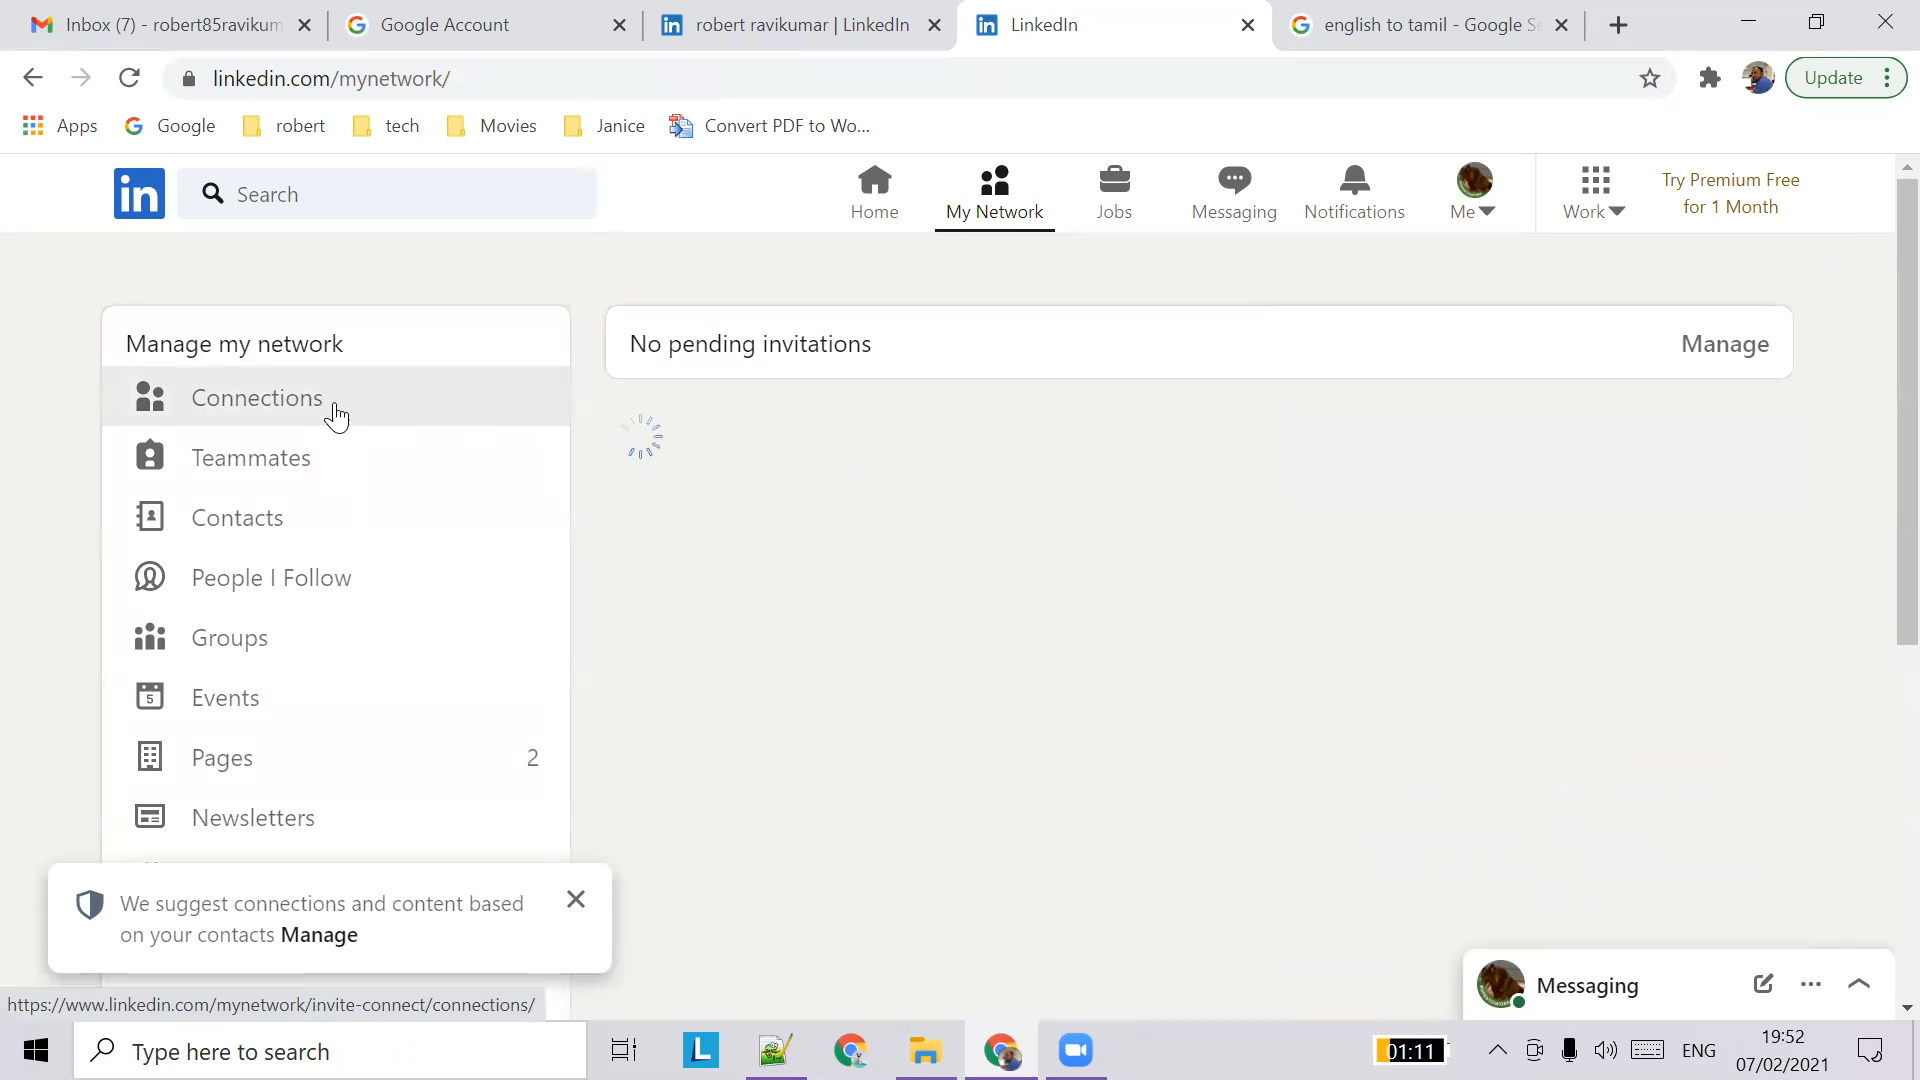 Inbox (7) - robert85ravikum
Google Account
robert ravikumar | LinkedIn
LinkedIn
english to tamil - Google Se
linkedin.com/mynetwork/
Update
Apps
Google
robert
tech
Movies
Janice
Convert PDF to Wo...
in
Search
Home
My Network
Jobs
Messaging
Notifications
Me
Work
Try Premium Free
for 1 Month
Manage my network
Connections
Teammates
Contacts
People I Follow
Groups
Events
Pages 2
Newsletters
No pending invitations
Manage
We suggest connections and content based
on your contacts Manage
https://www.linkedin.com/mynetwork/invite-connect/connections/
Messaging
Type here to search
L
01:11
ENG
19:52
07/02/2021